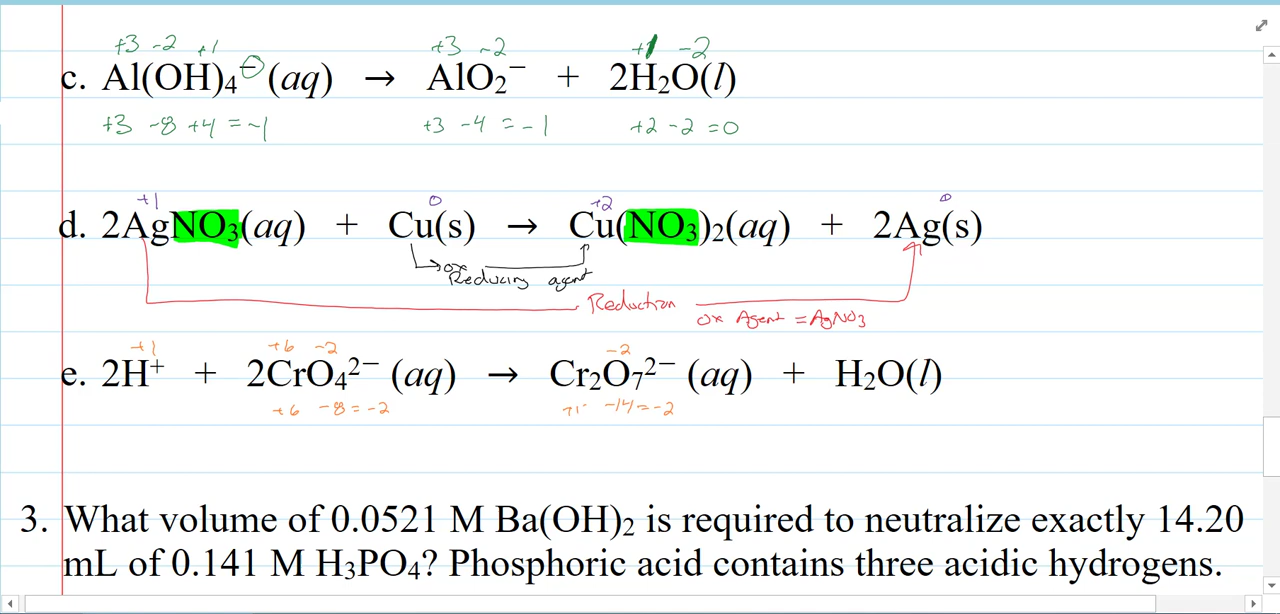 +3 -2 +1 +3 -2 +1 -2
c. Al(OH)₄⁻ (aq) → AlO₂⁻ + 2H₂O(l)
+3 -8 +4 = -1 +3 -4 = -1 +2 -2 = 0
+1 0 +2 0
d. 2AgNO₃(aq) + Cu(s) → Cu(NO₃)₂(aq) + 2Ag(s)
ox
Reducing agent
Reduction
ox Agent = AgNO₃
+1 +6 -2 -2
e. 2H⁺ + 2CrO₄²⁻ (aq) → Cr₂O₇²⁻ (aq) + H₂O(l)
+6 -8 = -2 -14 = -2
3. What volume of 0.0521 M Ba(OH)₂ is required to neutralize exactly 14.20
mL of 0.141 M H₃PO₄? Phosphoric acid contains three acidic hydrogens.